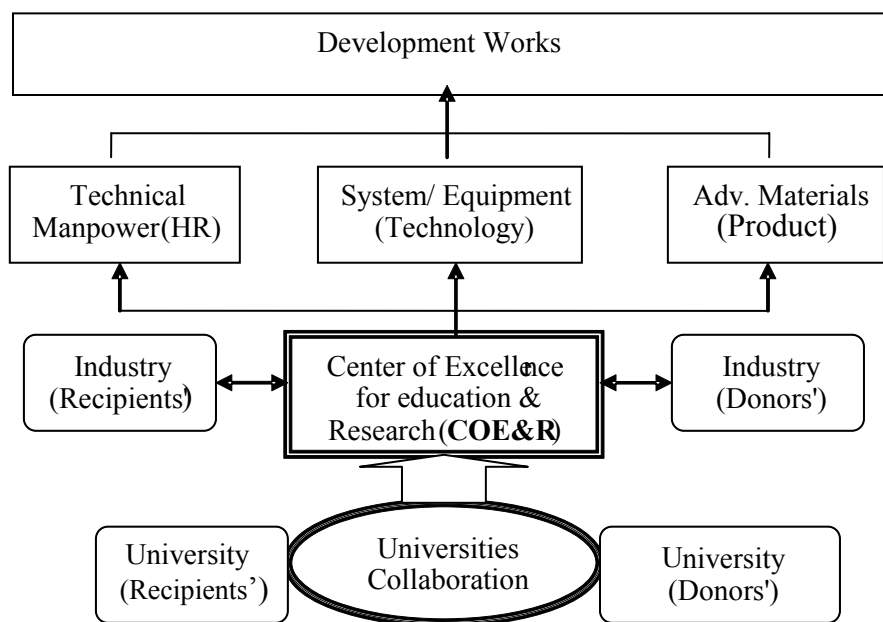 Development Works
Technical
Manpower(HR)
System/ Equipment
(Technology)
Adv. Materials
(Product)
Industry
(Recipients')
Center of Excellence
for education &
Research(COE&R)
Industry
(Donors')
University
(Recipients’)
Universities
Collaboration
University
(Donors')